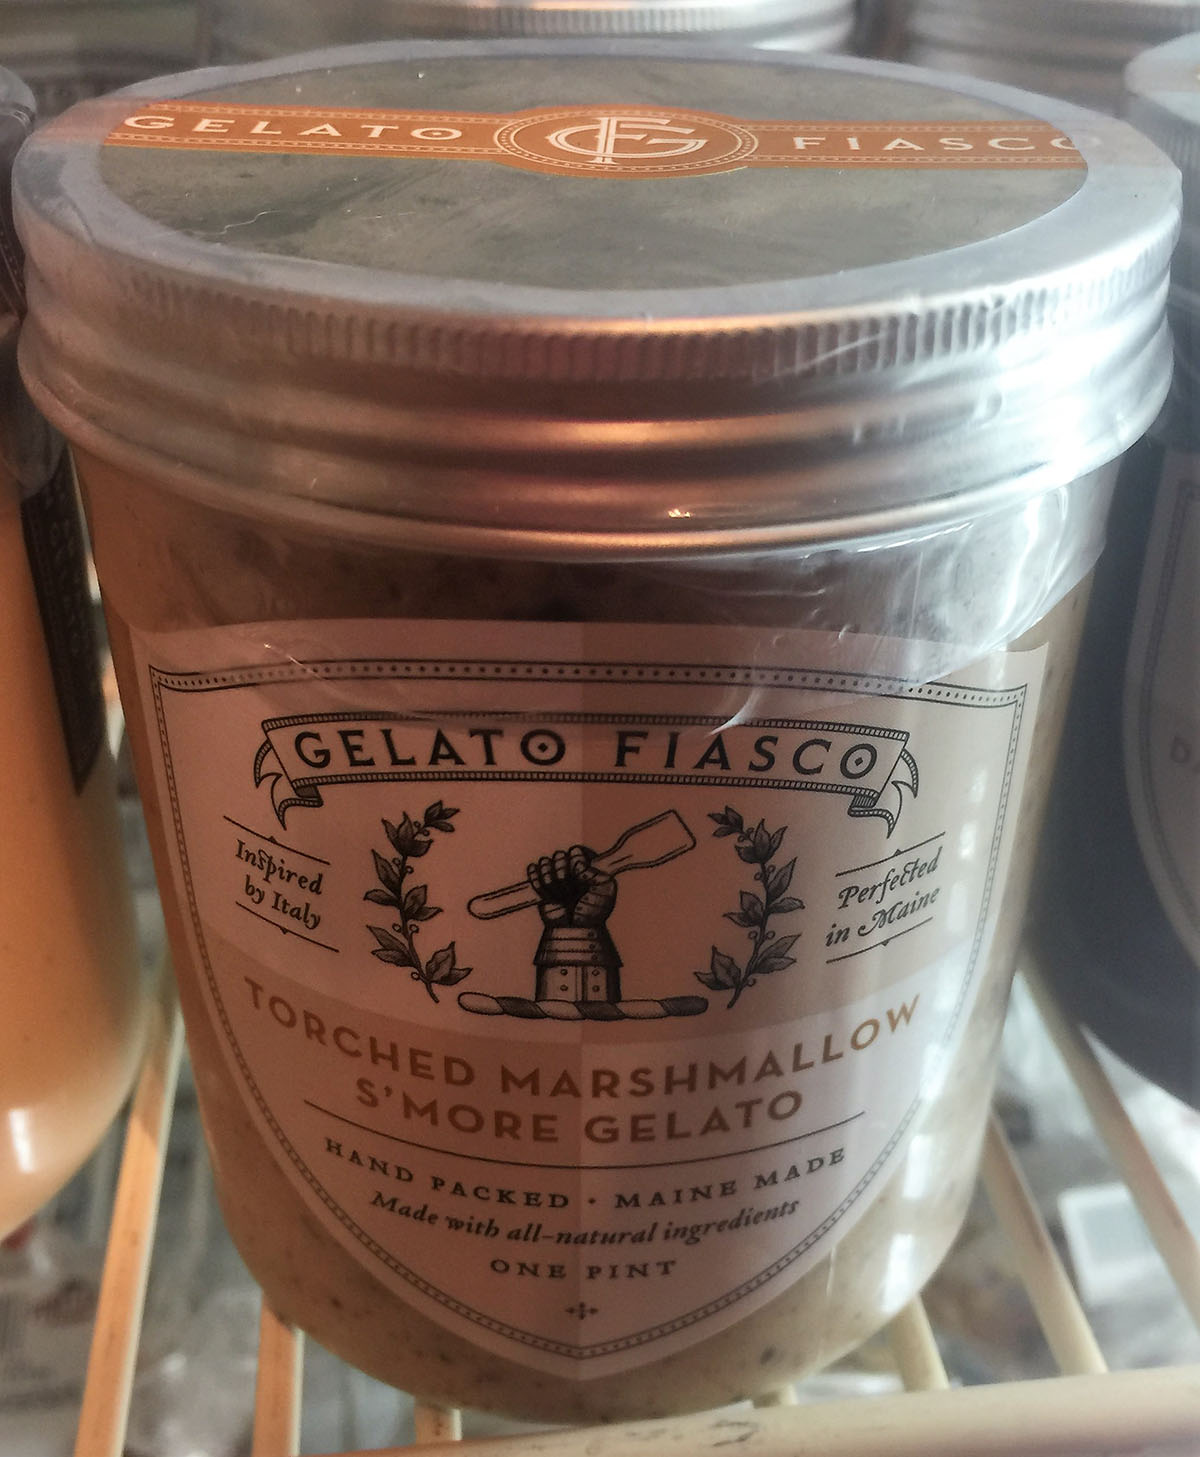 GELATO GF FIASCO
GELATO FIASCO
Inspired
by Italy
Perfected
in Maine
TORCHED MARSHMALLOW
S'MORE GELATO
HAND PACKED • MAINE MADE
Made with all-natural ingredients
ONE PINT